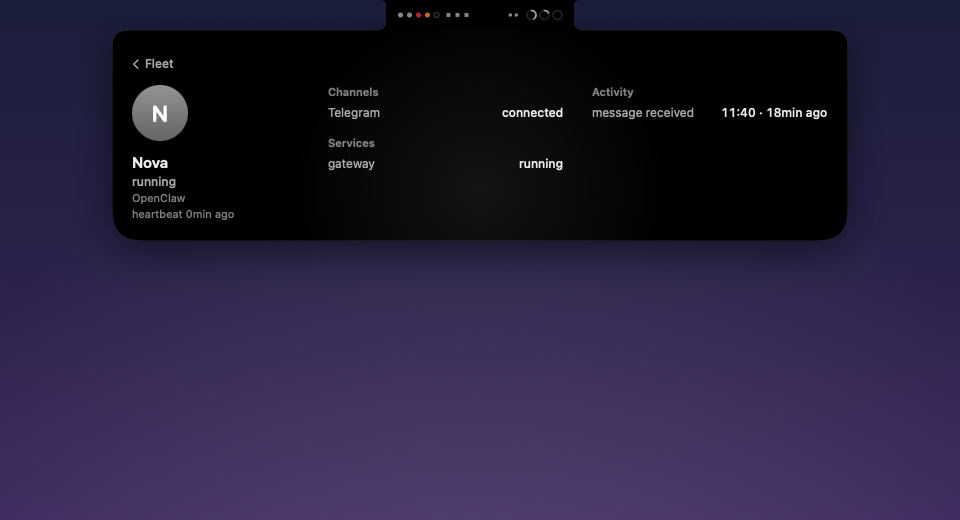 Fleet
N
Nova
running
OpenClaw
heartbeat 0min ago
Channels
Telegram connected
Services
gateway running
Activity
message received 11:40 · 18min ago